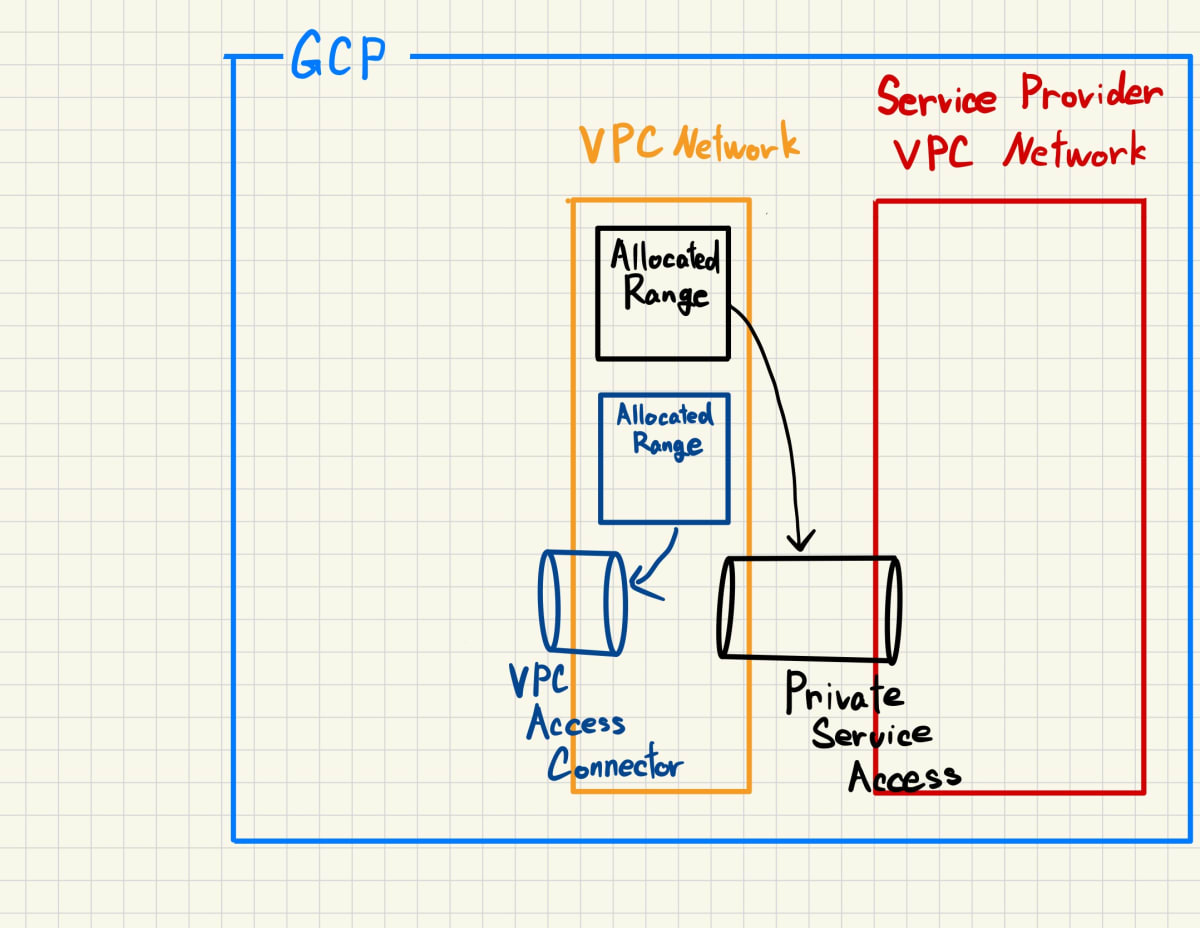 GCP
Service Provider
VPC Network
VPC Network
Allocated
Range
Allocated
Range
VPC
Access
Connector
Private
Service
Access